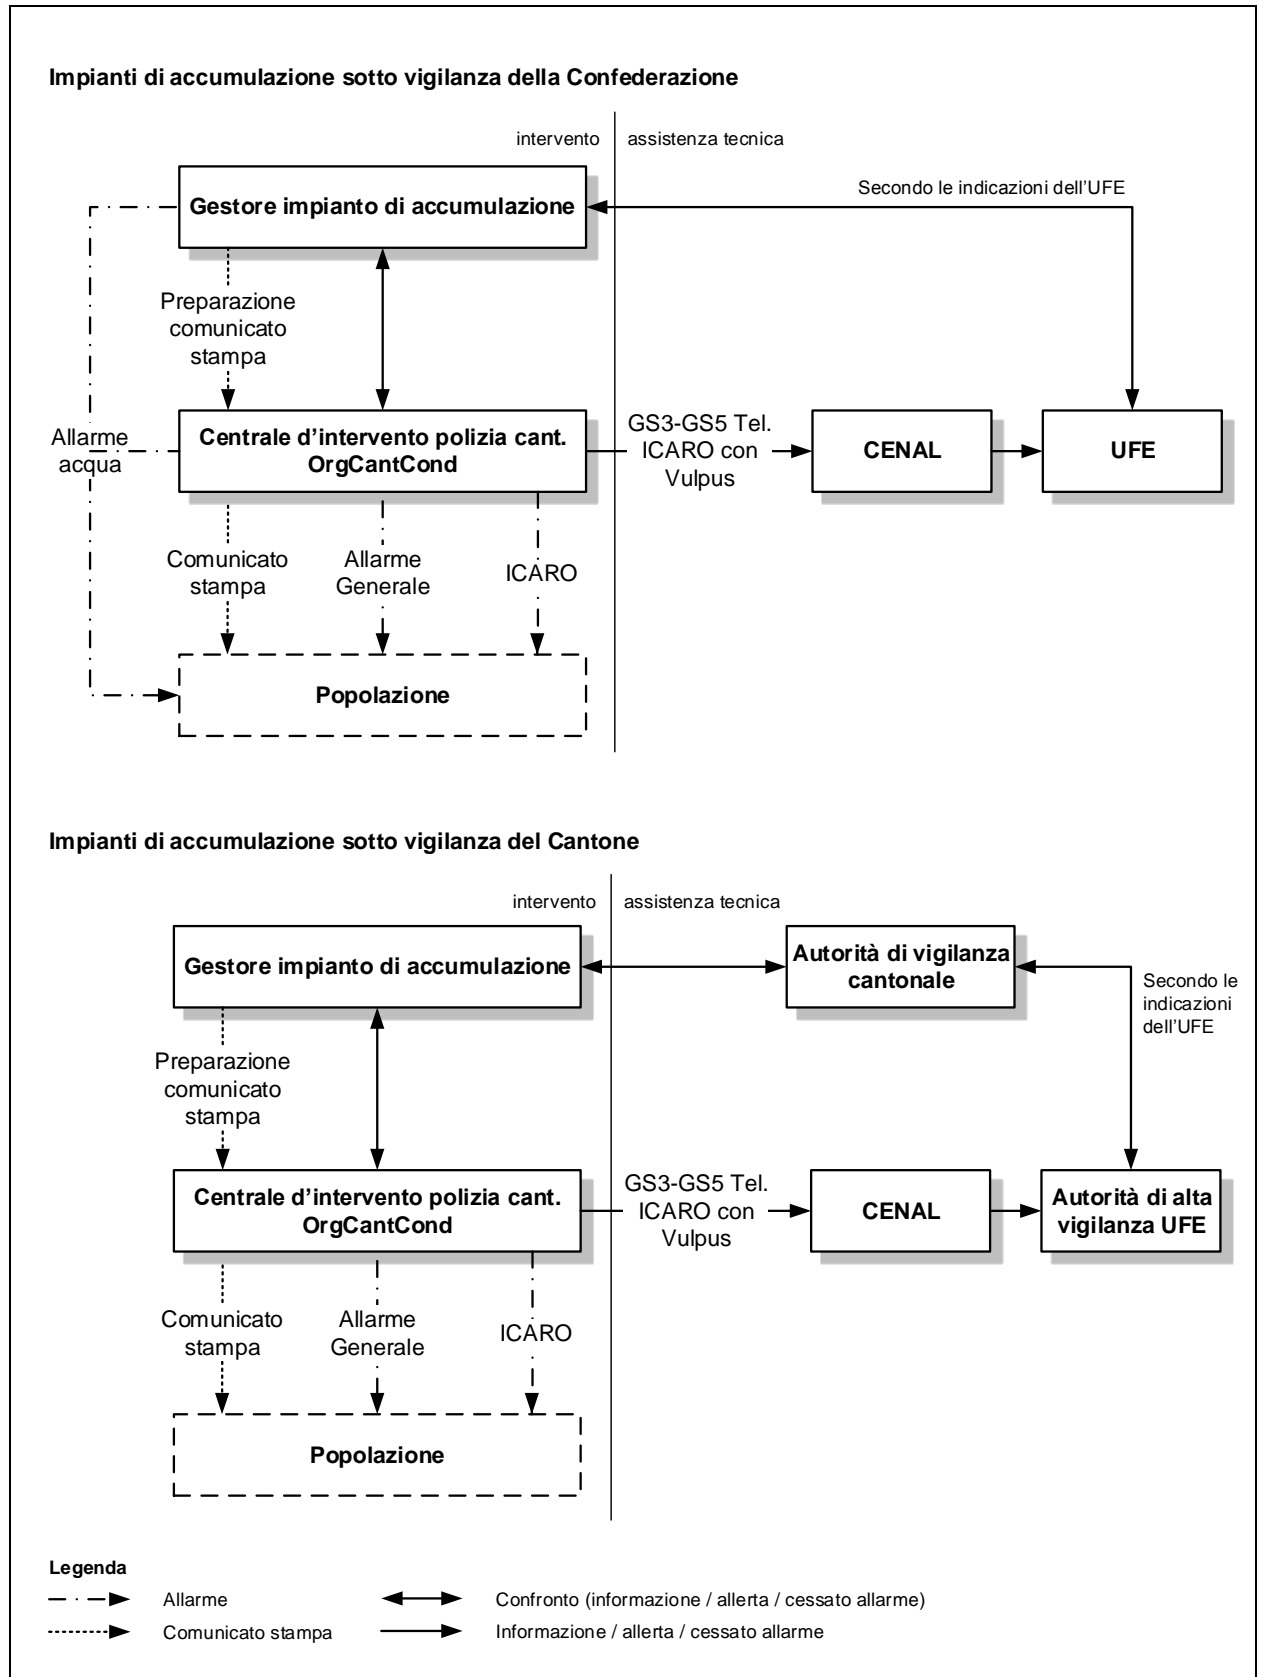 Impianti di accumulazione sotto vigilanza della Confederazione
intervento
assistenza tecnica
Gestore impianto di accumulazione
Secondo le indicazioni dell'UFE
Preparazione
comunicato
stampa
Allarme
acqua
Centrale d'intervento polizia cant.
OrgCantCond
GS3-GS5 Tel.
ICARO con
Vulpus
CENAL
UFE
Comunicato
stampa
Allarme
Generale
ICARO
Popolazione
Impianti di accumulazione sotto vigilanza del Cantone
intervento
assistenza tecnica
Gestore impianto di accumulazione
Autorità di vigilanza
cantonale
Secondo le
indicazioni
dell'UFE
Preparazione
comunicato
stampa
Centrale d'intervento polizia cant.
OrgCantCond
GS3-GS5 Tel.
ICARO con
Vulpus
CENAL
Autorità di alta
vigilanza UFE
Comunicato
stampa
Allarme
Generale
ICARO
Popolazione
Legenda
Allarme
Confronto (informazione / allerta / cessato allarme)
Comunicato stampa
Informazione / allerta / cessato allarme